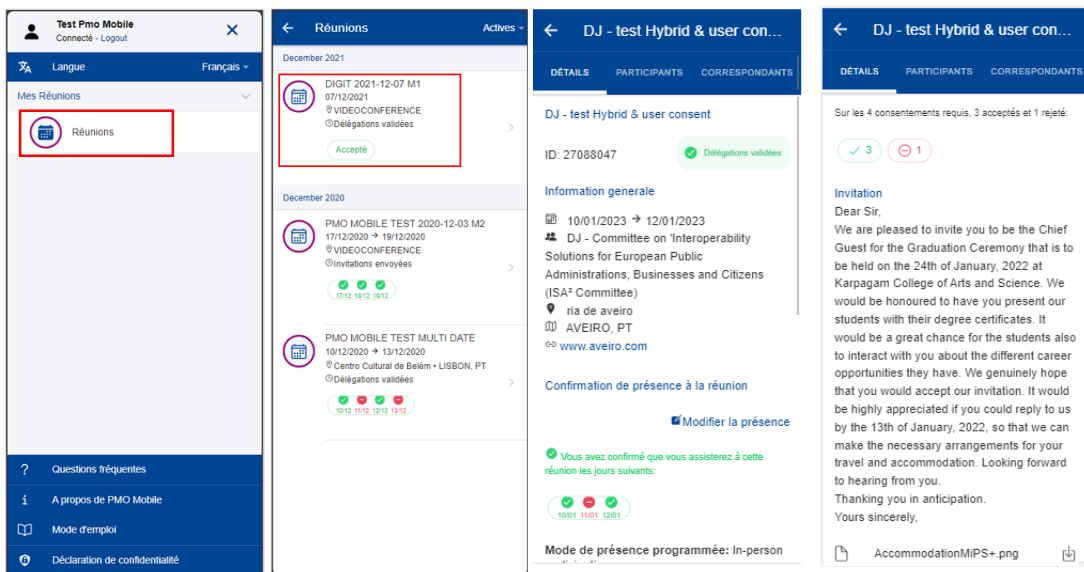 Test Pmo Mobile
Connecté - Logout
Langue
Français
Mes Réunions
Réunions
Questions fréquentes
A propos de PMO Mobile
Mode d'emploi
Déclaration de confidentialité
Réunions
Actives
December 2021
DIGIT 2021-12-07 M1
07/12/2021
VIDEOCONFERENCE
Délégations validées
Accepté
December 2020
PMO MOBILE TEST 2020-12-03 M2
17/12/2020 → 19/12/2020
VIDEOCONFERENCE
Invitations envoyées
17/12 18/12 19/12
PMO MOBILE TEST MULTI DATE
10/12/2020 → 13/12/2020
Centro Cultural de Belém • LISBON, PT
Délégations validées
10/12 11/12 12/12 13/12
DJ - test Hybrid & user con...
DÉTAILS PARTICIPANTS CORRESPONDANTS
DJ - test Hybrid & user consent
ID: 27088047
Délégations validées
Information generale
10/01/2023 → 12/01/2023
DJ - Committee on 'Interoperability
Solutions for European Public
Administrations, Businesses and Citizens
(ISA² Committee)
ria de aveiro
AVEIRO, PT
www.aveiro.com
Confirmation de présence à la réunion
Modifier la présence
Vous avez confirmé que vous assisterez à cette
réunion les jours suivants:
10/01 11/01 12/01
Mode de présence programmée: In-person
DJ - test Hybrid & user con...
DÉTAILS PARTICIPANTS CORRESPONDANTS
Sur les 4 consentements requis, 3 acceptés et 1 rejeté:
3
1
Invitation
Dear Sir,
We are pleased to invite you to be the Chief
Guest for the Graduation Ceremony that is to
be held on the 24th of January, 2022 at
Karpagam College of Arts and Science. We
would be honoured to have you present our
students with their degree certificates. It
would be a great chance for the students also
to interact with you about the different career
opportunities they have. We genuinely hope
that you would accept our invitation. It would
be highly appreciated if you could reply to us
by the 13th of January, 2022, so that we can
make the necessary arrangements for your
travel and accommodation. Looking forward
to hearing from you.
Thanking you in anticipation.
Yours sincerely,
AccommodationMiPS+.png